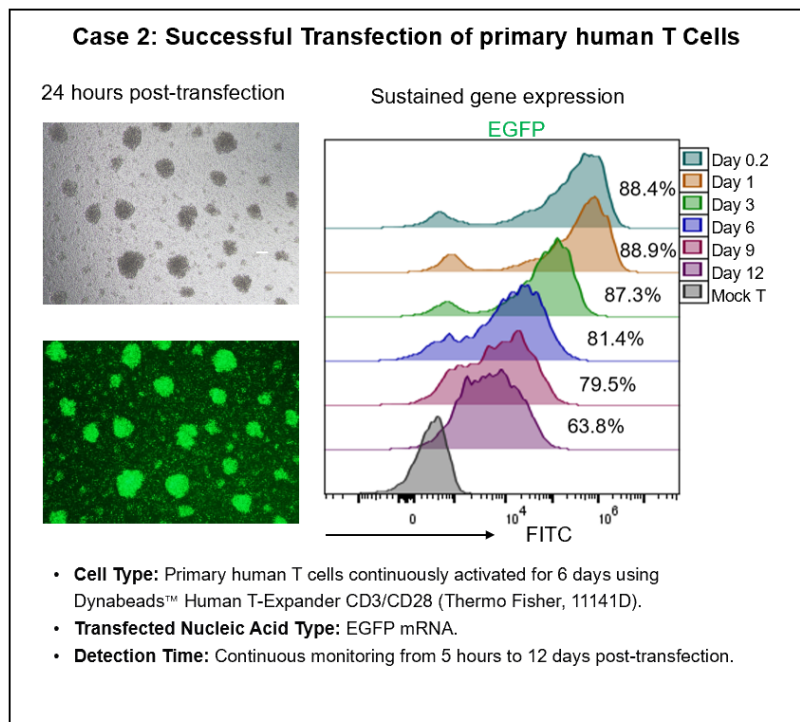 Case 2: Successful Transfection of primary human T Cells
24 hours post-transfection
Sustained gene expression
EGFP
88.4%
88.9%
87.3%
81.4%
79.5%
63.8%
Day 0.2
Day 1
Day 3
Day 6
Day 9
Day 12
Mock T
0
10⁴
10⁶
FITC
• Cell Type: Primary human T cells continuously activated for 6 days using
Dynabeads™ Human T-Expander CD3/CD28 (Thermo Fisher, 11141D).
• Transfected Nucleic Acid Type: EGFP mRNA.
• Detection Time: Continuous monitoring from 5 hours to 12 days post-transfection.